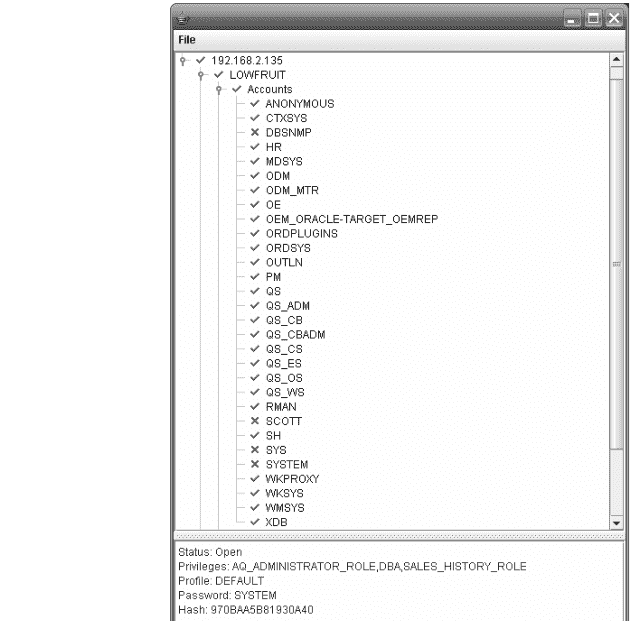 File
192.168.2.135
LOWFRUIT
Accounts
ANONYMOUS
CTXSYS
DBSNMP
HR
MDSYS
ODM
ODM_MTR
OE
OEM_ORACLE-TARGET_OEMREP
ORDPLUGINS
ORDSYS
OUTLN
PM
QS
QS_ADM
QS_CB
QS_CBADM
QS_CS
QS_ES
QS_OS
QS_WS
RMAN
SCOTT
SH
SYS
SYSTEM
WKPROXY
WKSYS
WMSYS
XDB
Status: Open
Privileges: AQ_ADMINISTRATOR_ROLE,DBA,SALES_HISTORY_ROLE
Profile: DEFAULT
Password: SYSTEM
Hash: 970BAA5B81930A40